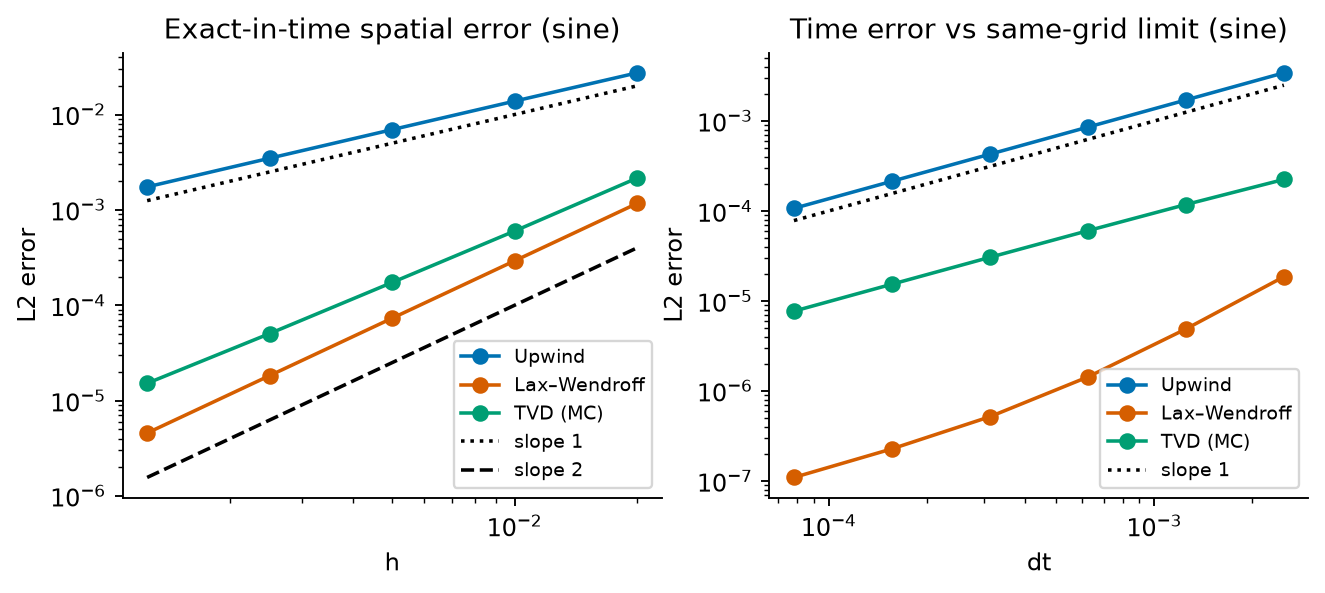 Exact-in-time spatial error (sine)
L2 error
10⁻²
10⁻³
10⁻⁴
10⁻⁵
10⁻⁶
Upwind
Lax–Wendroff
TVD (MC)
slope 1
slope 2
10⁻²
h
Time error vs same-grid limit (sine)
L2 error
10⁻³
10⁻⁴
10⁻⁵
10⁻⁶
10⁻⁷
Upwind
Lax–Wendroff
TVD (MC)
slope 1
10⁻⁴ 10⁻³
dt